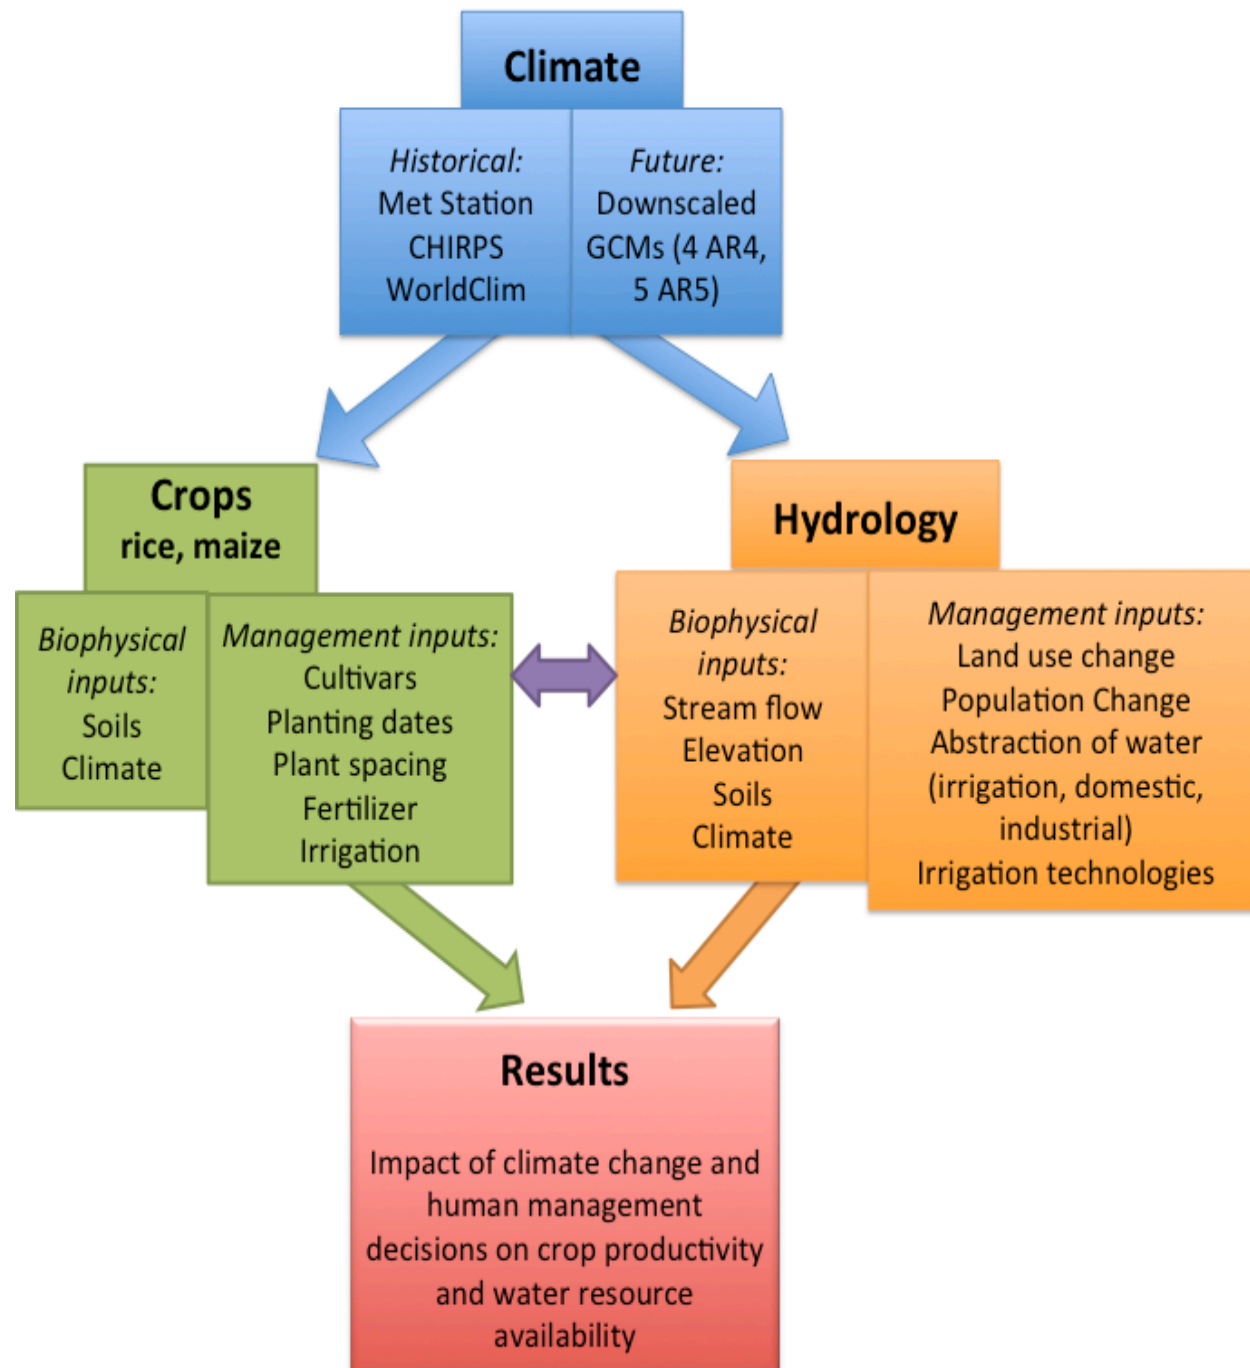 Climate
Historical:
Met Station
CHIRPS
WorldClim
Future:
Downscaled
GCMs (4 AR4,
5 AR5)
Crops
rice, maize
Biophysical
inputs:
Soils
Climate
Management inputs:
Cultivars
Planting dates
Plant spacing
Fertilizer
Irrigation
Hydrology
Biophysical
inputs:
Stream flow
Elevation
Soils
Climate
Management inputs:
Land use change
Population Change
Abstraction of water
(irrigation, domestic,
industrial)
Irrigation technologies
Results
Impact of climate change and
human management
decisions on crop productivity
and water resource
availability